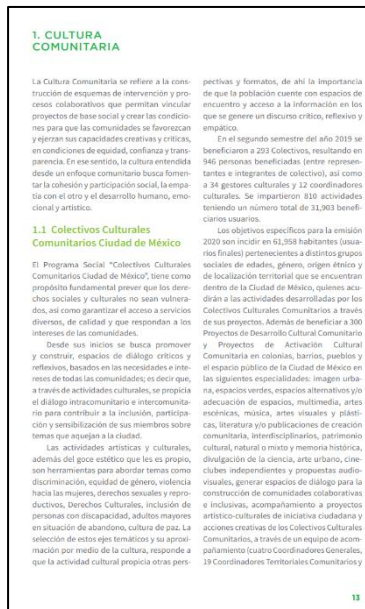 1. CULTURA
COMUNITARIA
La Cultura Comunitaria se refiere a la cons-
trucción de esquemas de intervención y pro-
cesos colaborativos que permitan vincular
proyectos de base social y crear las condicio-
nes para que las comunidades se favorezcan
y ejerzan sus capacidades creativas y críticas,
en condiciones de equidad, confianza y trans-
parencia. En ese sentido, la cultura entendida
desde un enfoque comunitario busca fomen-
tar la cohesión y participación social, la empa-
tía con el otro y el desarrollo humano, emo-
cional y artístico.
1.1 Colectivos Culturales
Comunitarios Ciudad de México
El Programa Social "Colectivos Culturales
Comunitarios Ciudad de México", tiene como
propósito fundamental prever que los dere-
chos sociales y culturales no sean vulnera-
dos, así como garantizar el acceso a servicios
diversos, de calidad y que respondan a los
intereses de las comunidades.
Desde sus inicios se busca promover
y construir, espacios de diálogo críticos y
reflexivos, basados en las necesidades e inte-
reses de todas las comunidades; es decir que,
a través de actividades culturales, se propicia
el diálogo intracomunitario e intercomunita-
rio para contribuir a la inclusión, participa-
ción y sensibilización de sus miembros sobre
temas que aquejan a la ciudad.
Las actividades artísticas y culturales,
además del goce estético que les es propio,
son herramientas para abordar temas como
discriminación, equidad de género, violencia
hacia las mujeres, derechos sexuales y repro-
ductivos, Derechos Culturales, inclusión de
personas con discapacidad, adultos mayores
en situación de abandono, cultura de paz. La
selección de estos ejes temáticos y su aproxi-
mación por medio de la cultura, responde a
que la actividad cultural propicia otras pers-
pectivas y formatos, de ahí la importancia
de que la población cuente con espacios de
encuentro y acceso a la información en los
que se genere un discurso crítico, reflexivo y
empático.
En el segundo semestre del año 2019 se
beneficiaron a 293 Colectivos, resultando en
946 personas beneficiadas (entre represen-
tantes e integrantes de colectivo), así como
a 34 gestores culturales y 12 coordinadores
culturales. Se impartieron 810 actividades
teniendo un número total de 31,903 benefi-
ciarios usuarios.
Los objetivos específicos para la emisión
2020 son incidir en 61,958 habitantes (usua-
rios finales) pertenecientes a distintos grupos
sociales de edades, género, origen étnico y
de localización territorial que se encuentran
dentro de la Ciudad de México, quienes acu-
dirán a las actividades desarrolladas por los
Colectivos Culturales Comunitarios a través
de sus proyectos. Además de beneficiar a 300
Proyectos de Desarrollo Cultural Comunitario
y Proyectos de Activación Cultural
Comunitaria en colonias, barrios, pueblos y
el espacio público de la Ciudad de México en
las siguientes especialidades: imagen urba-
na, espacios verdes, espacios alternativos y/o
adecuación de espacios, multimedia, artes
escénicas, música, artes visuales y plásti-
cas, literatura y/o publicaciones de creación
comunitaria, interdisciplinarios, patrimonio
cultural, natural o mixto y memoria histórica,
divulgación de la ciencia, arte urbano, cine-
clubes independientes y propuestas audio-
visuales, generar espacios de diálogo para la
construcción de comunidades colaborativas
e inclusivas, acompañamiento a proyectos
artístico-culturales de iniciativa ciudadana y
acciones creativas de los Colectivos Culturales
Comunitarios, a través de un equipo de acom-
pañamiento (cuatro Coordinadores Generales,
19 Coordinadores Territoriales Comunitarios y
13